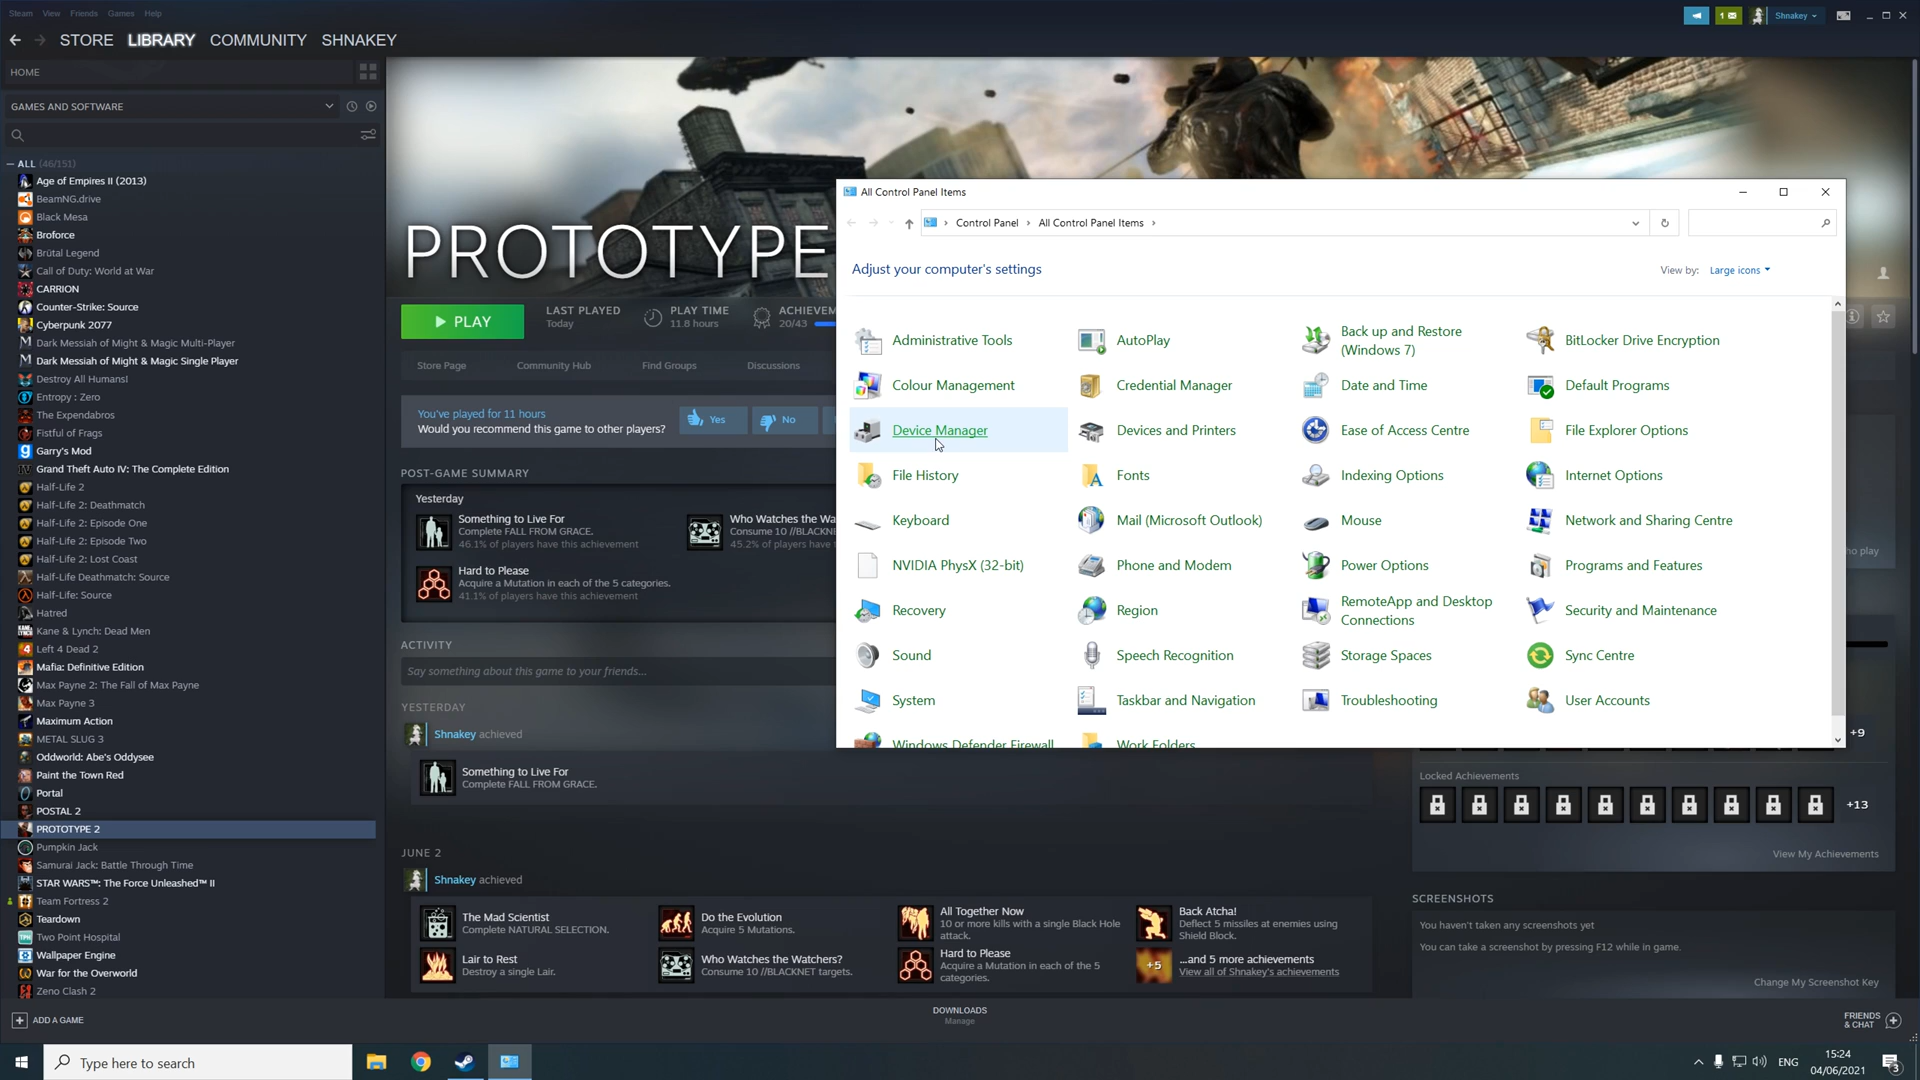 Steam View Friends Games Help
1
Shnakey
STORE LIBRARY COMMUNITY SHNAKEY
HOME
GAMES AND SOFTWARE
ALL (46/151)
Age of Empires II (2013)
BeamNG.drive
Black Mesa
Broforce
Brütal Legend
Call of Duty: World at War
CARRION
Counter-Strike: Source
Cyberpunk 2077
Dark Messiah of Might & Magic Multi-Player
Dark Messiah of Might & Magic Single Player
Destroy All Humans!
Entropy : Zero
The Expendabros
Fistful of Frags
Garry's Mod
Grand Theft Auto IV: The Complete Edition
Half-Life 2
Half-Life 2: Deathmatch
Half-Life 2: Episode One
Half-Life 2: Episode Two
Half-Life 2: Lost Coast
Half-Life Deathmatch: Source
Half-Life: Source
Hatred
Kane & Lynch: Dead Men
Left 4 Dead 2
Mafia: Definitive Edition
Max Payne 2: The Fall of Max Payne
Max Payne 3
Maximum Action
METAL SLUG 3
Oddworld: Abe's Oddysee
Paint the Town Red
Portal
POSTAL 2
PROTOTYPE 2
Pumpkin Jack
Samurai Jack: Battle Through Time
STAR WARS™: The Force Unleashed™ II
Team Fortress 2
Teardown
Two Point Hospital
Wallpaper Engine
War for the Overworld
Zeno Clash 2
ADD A GAME
PROTOTYPE
PLAY
LAST PLAYED
Today
PLAY TIME
11.8 hours
ACHIEVEM
20/43
Store Page Community Hub Find Groups Discussions
You've played for 11 hours
Would you recommend this game to other players?
Yes No
POST-GAME SUMMARY
Yesterday
Something to Live For
Complete FALL FROM GRACE.
46.1% of players have this achievement
Who Watches the Wa
Consume 10 //BLACKNE
45.2% of players have
Hard to Please
Acquire a Mutation in each of the 5 categories.
41.1% of players have this achievement
ACTIVITY
Say something about this game to your friends...
YESTERDAY
Shnakey achieved
Something to Live For
Complete FALL FROM GRACE.
JUNE 2
Shnakey achieved
The Mad Scientist
Complete NATURAL SELECTION.
Do the Evolution
Acquire 5 Mutations.
All Together Now
10 or more kills with a single Black Hole
attack.
Back Atcha!
Deflect 5 missiles at enemies using
Shield Block.
Lair to Rest
Destroy a single Lair.
Who Watches the Watchers?
Consume 10 //BLACKNET targets.
Hard to Please
Acquire a Mutation in each of the 5
categories.
+5
...and 5 more achievements
View all of Shnakey's achievements
All Control Panel Items
Control Panel All Control Panel Items
Adjust your computer's settings
View by: Large icons
Administrative Tools
AutoPlay
Back up and Restore
(Windows 7)
BitLocker Drive Encryption
Colour Management
Credential Manager
Date and Time
Default Programs
Device Manager
Devices and Printers
Ease of Access Centre
File Explorer Options
File History
Fonts
Indexing Options
Internet Options
Keyboard
Mail (Microsoft Outlook)
Mouse
Network and Sharing Centre
NVIDIA PhysX (32-bit)
Phone and Modem
Power Options
Programs and Features
Recovery
Region
RemoteApp and Desktop
Connections
Security and Maintenance
Sound
Speech Recognition
Storage Spaces
Sync Centre
System
Taskbar and Navigation
Troubleshooting
User Accounts
Windows Defender Firewall
Work Folders
ho play
+9
Locked Achievements
+13
View My Achievements
SCREENSHOTS
You haven't taken any screenshots yet
You can take a screenshot by pressing F12 while in game.
Change My Screenshot Key
DOWNLOADS
Manage
FRIENDS
& CHAT
Type here to search
ENG
15:24
04/06/2021
3